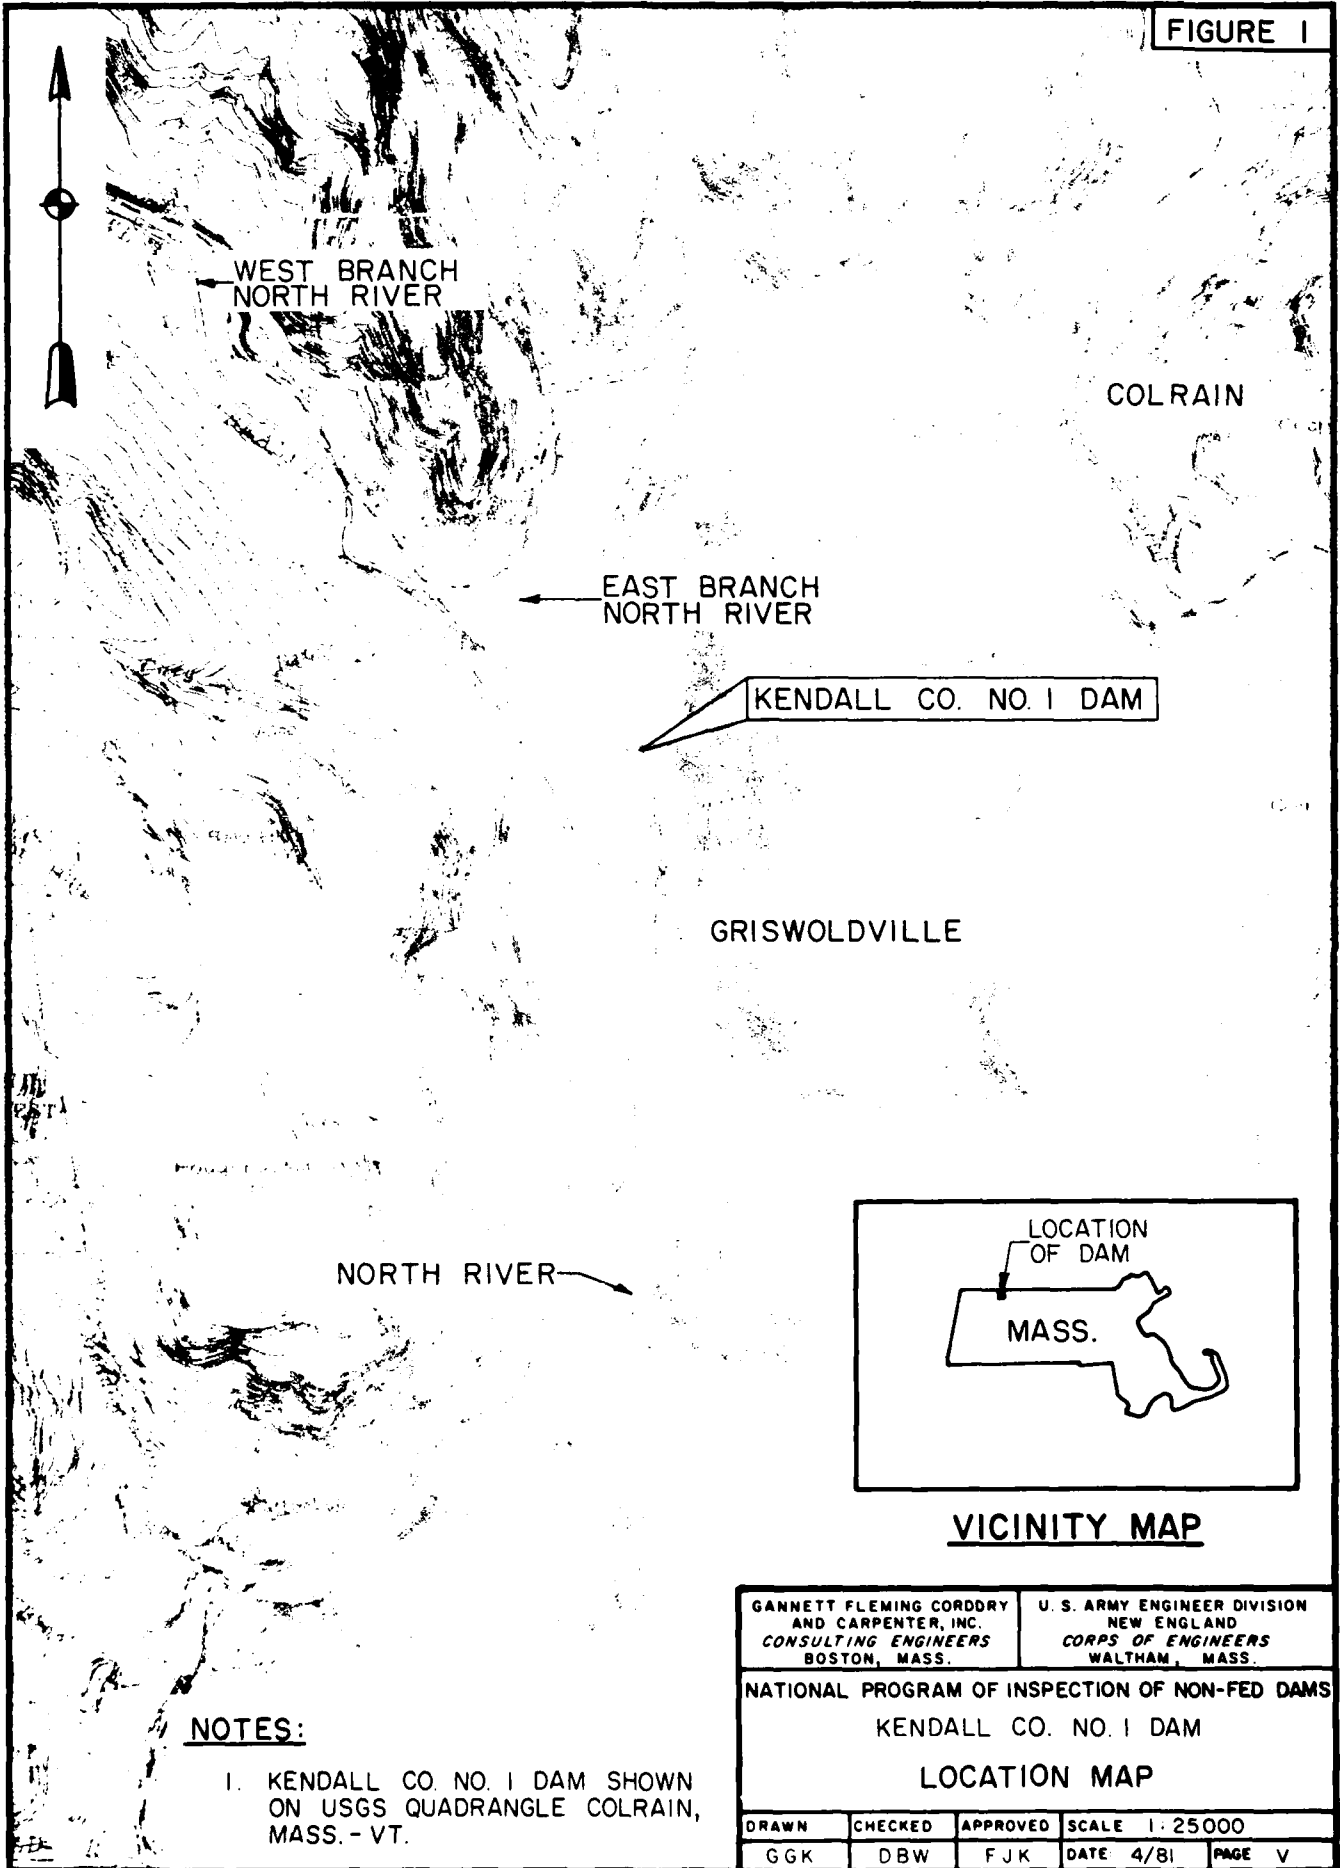 FIGURE 1
WEST BRANCH
NORTH RIVER
COLRAIN
EAST BRANCH
NORTH RIVER
KENDALL CO. NO. 1 DAM
GRISWOLDVILLE
NORTH RIVER
LOCATION
OF DAM
MASS.
VICINITY MAP
NOTES:
1. KENDALL CO. NO. 1 DAM SHOWN
ON USGS QUADRANGLE COLRAIN,
MASS. - VT.
GANNETT FLEMING CORDDRY
AND CARPENTER, INC.
CONSULTING ENGINEERS
BOSTON, MASS.
U. S. ARMY ENGINEER DIVISION
NEW ENGLAND
CORPS OF ENGINEERS
WALTHAM, MASS.
NATIONAL PROGRAM OF INSPECTION OF NON-FED DAMS
KENDALL CO. NO. 1 DAM
LOCATION MAP
DRAWN CHECKED APPROVED SCALE 1:25000
GGK DBW FJK DATE 4/81 PAGE V